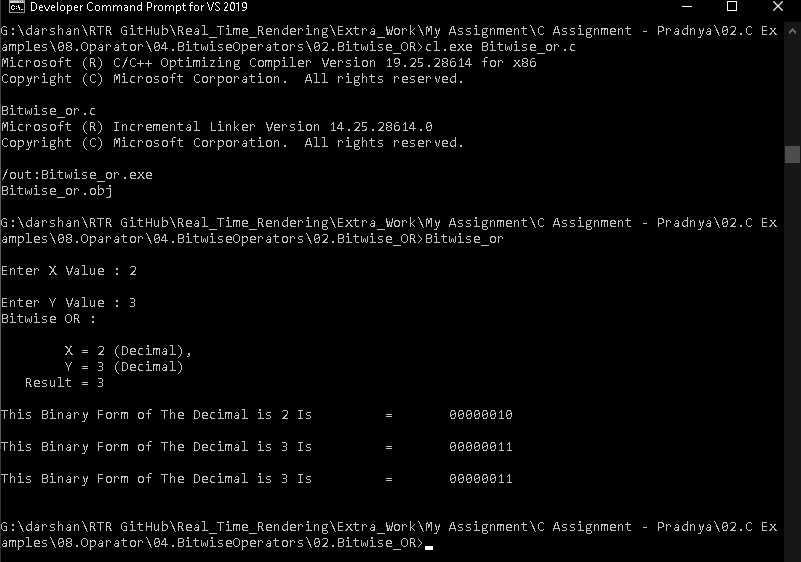 Developer Command Prompt for VS 2019
G:\darshan\RTR GitHub\Real_Time_Rendering\Extra_Work\My Assignment\C Assignment - Pradnya\02.C Ex
amples\08.Oparator\04.BitwiseOperators\02.Bitwise_OR>cl.exe Bitwise_or.c
Microsoft (R) C/C++ Optimizing Compiler Version 19.25.28614 for x86
Copyright (C) Microsoft Corporation.  All rights reserved.

Bitwise_or.c
Microsoft (R) Incremental Linker Version 14.25.28614.0
Copyright (C) Microsoft Corporation.  All rights reserved.

/out:Bitwise_or.exe
Bitwise_or.obj

G:\darshan\RTR GitHub\Real_Time_Rendering\Extra_Work\My Assignment\C Assignment - Pradnya\02.C Ex
amples\08.Oparator\04.BitwiseOperators\02.Bitwise_OR>Bitwise_or

Enter X Value : 2

Enter Y Value : 3
Bitwise OR :

        X = 2 (Decimal),
        Y = 3 (Decimal)
   Result = 3

This Binary Form of The Decimal is 2 Is         =       00000010

This Binary Form of The Decimal is 3 Is         =       00000011

This Binary Form of The Decimal is 3 Is         =       00000011

G:\darshan\RTR GitHub\Real_Time_Rendering\Extra_Work\My Assignment\C Assignment - Pradnya\02.C Ex
amples\08.Oparator\04.BitwiseOperators\02.Bitwise_OR>